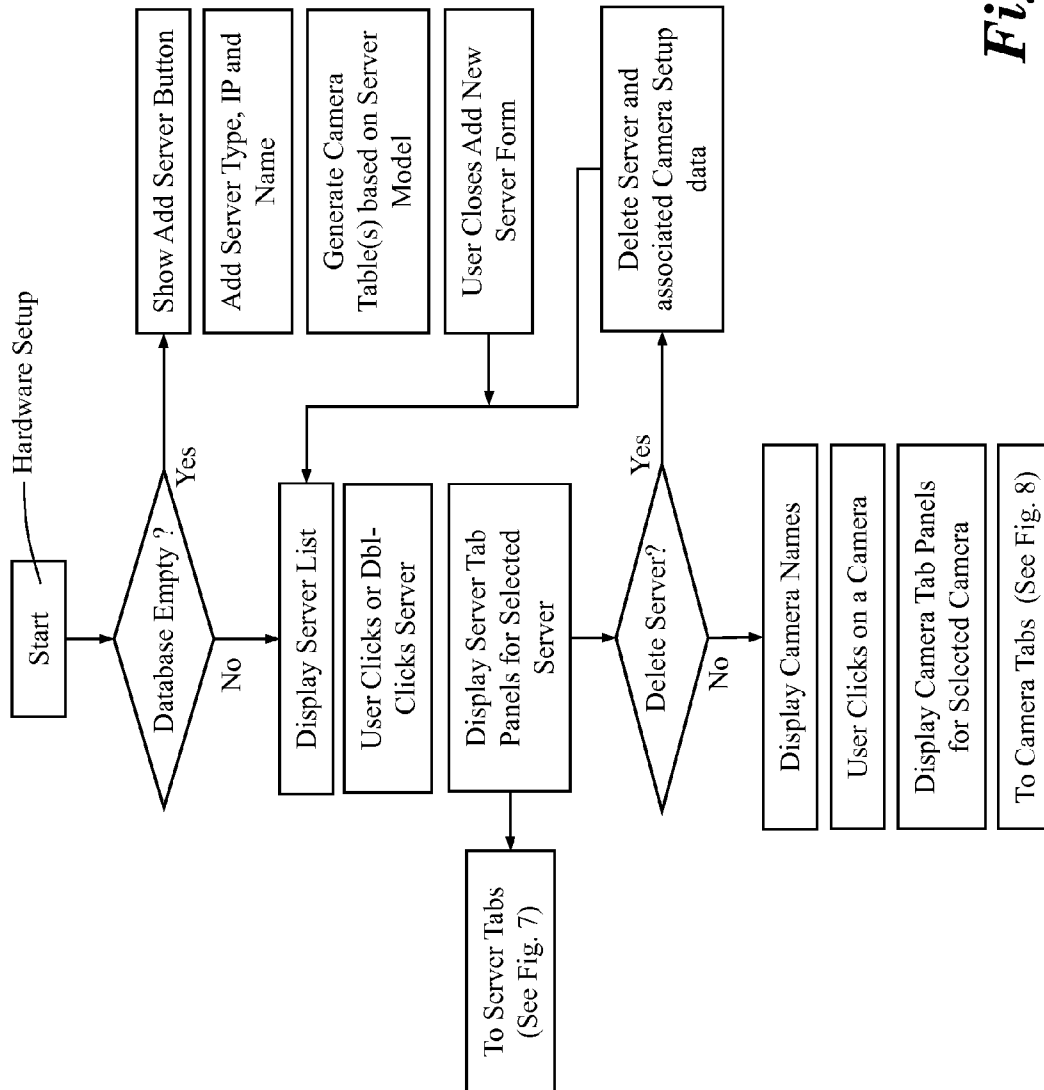 Hardware Setup
Start
Database Empty ?
Yes
No
Show Add Server Button
Add Server Type, IP and
Name
Generate Camera
Table(s) based on Server
Model
User Closes Add New
Server Form
Display Server List
User Clicks or Dbl-
Clicks Server
Display Server Tab
Panels for Selected
Server
To Server Tabs
(See Fig. 7)
Delete Server?
Yes
No
Delete Server and
associated Camera Setup
data
Display Camera Names
User Clicks on a Camera
Display Camera Tab Panels
for Selected Camera
To Camera Tabs (See Fig. 8)